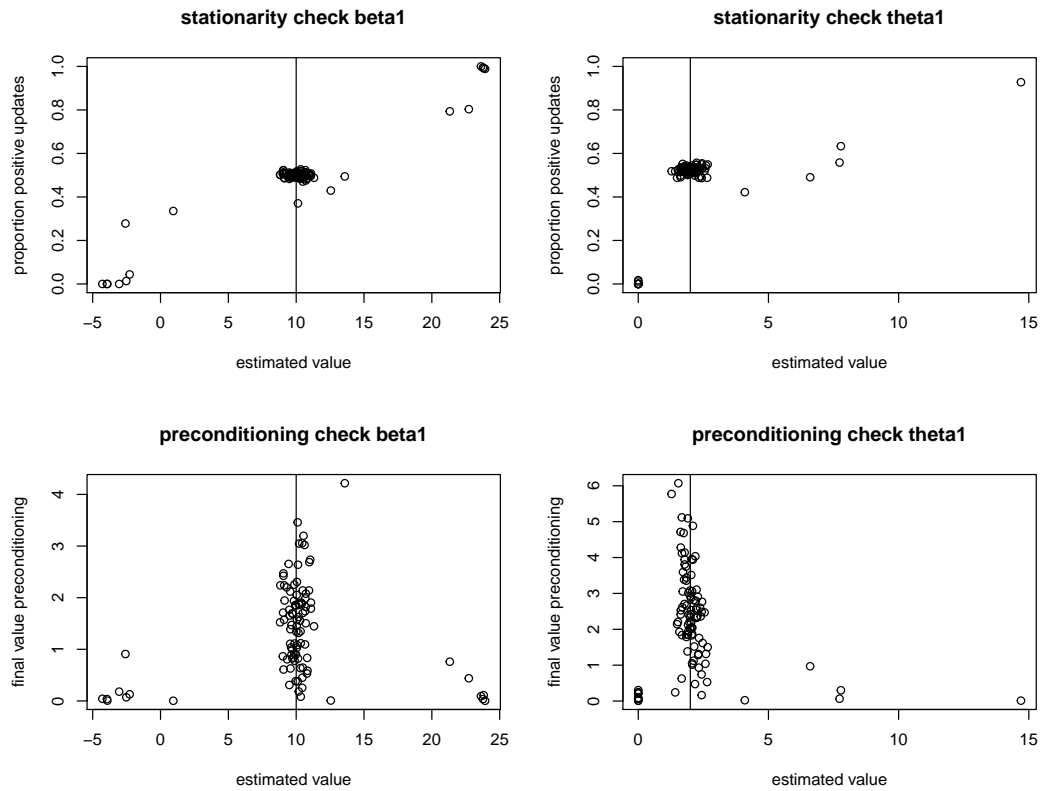 stationarity check beta1
proportion positive updates
0.0 0.2 0.4 0.6 0.8 1.0
−5 0 5 10 15 20 25
estimated value
stationarity check theta1
proportion positive updates
0.0 0.2 0.4 0.6 0.8 1.0
0 5 10 15
estimated value
preconditioning check beta1
final value preconditioning
0 1 2 3 4
−5 0 5 10 15 20 25
estimated value
preconditioning check theta1
final value preconditioning
0 1 2 3 4 5 6
0 5 10 15
estimated value